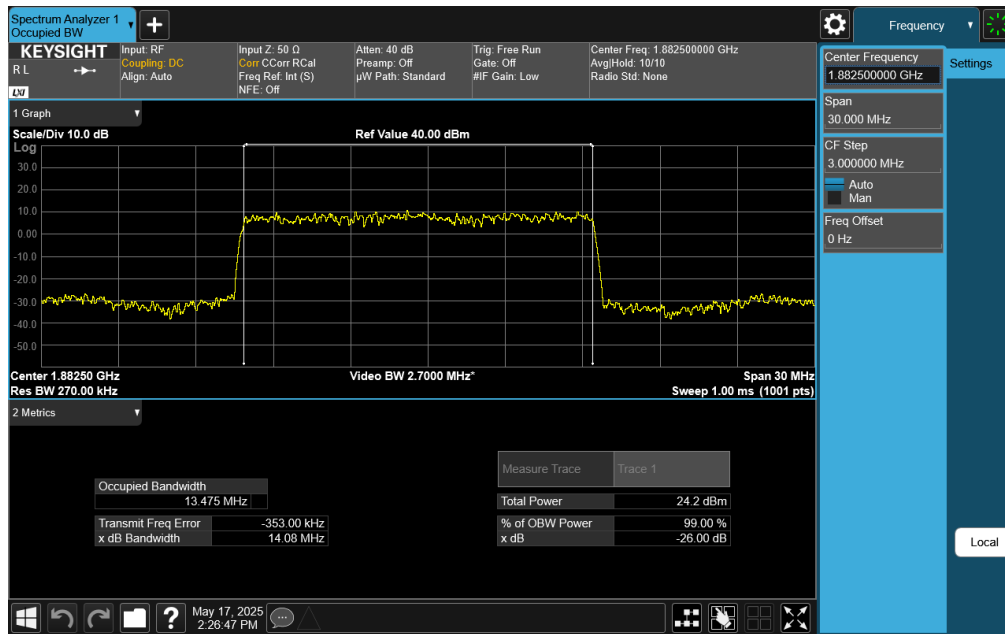 Spectrum Analyzer 1
Occupied BW
Frequency
KEYSIGHT
R L
LXI
Input: RF
Coupling: DC
Align: Auto
Input Z: 50 Ω
Corr CCorr RCal
Freq Ref: Int (S)
NFE: Off
Atten: 40 dB
Preamp: Off
µW Path: Standard
Trig: Free Run
Gate: Off
#IF Gain: Low
Center Freq: 1.882500000 GHz
Avg|Hold: 10/10
Radio Std: None
Center Frequency
1.882500000 GHz
Settings
Span
30.000 MHz
CF Step
3.000000 MHz
Auto
Man
Freq Offset
0 Hz
1 Graph
Scale/Div 10.0 dB
Ref Value 40.00 dBm
Log
30.0
20.0
10.0
0.00
-10.0
-20.0
-30.0
-40.0
-50.0
Center 1.88250 GHz
Video BW 2.7000 MHz*
Span 30 MHz
Res BW 270.00 kHz
Sweep 1.00 ms (1001 pts)
2 Metrics
Measure Trace Trace 1
Occupied Bandwidth
13.475 MHz
Total Power 24.2 dBm
Transmit Freq Error -353.00 kHz
% of OBW Power 99.00 %
x dB Bandwidth 14.08 MHz
x dB -26.00 dB
Local
May 17, 2025
2:26:47 PM